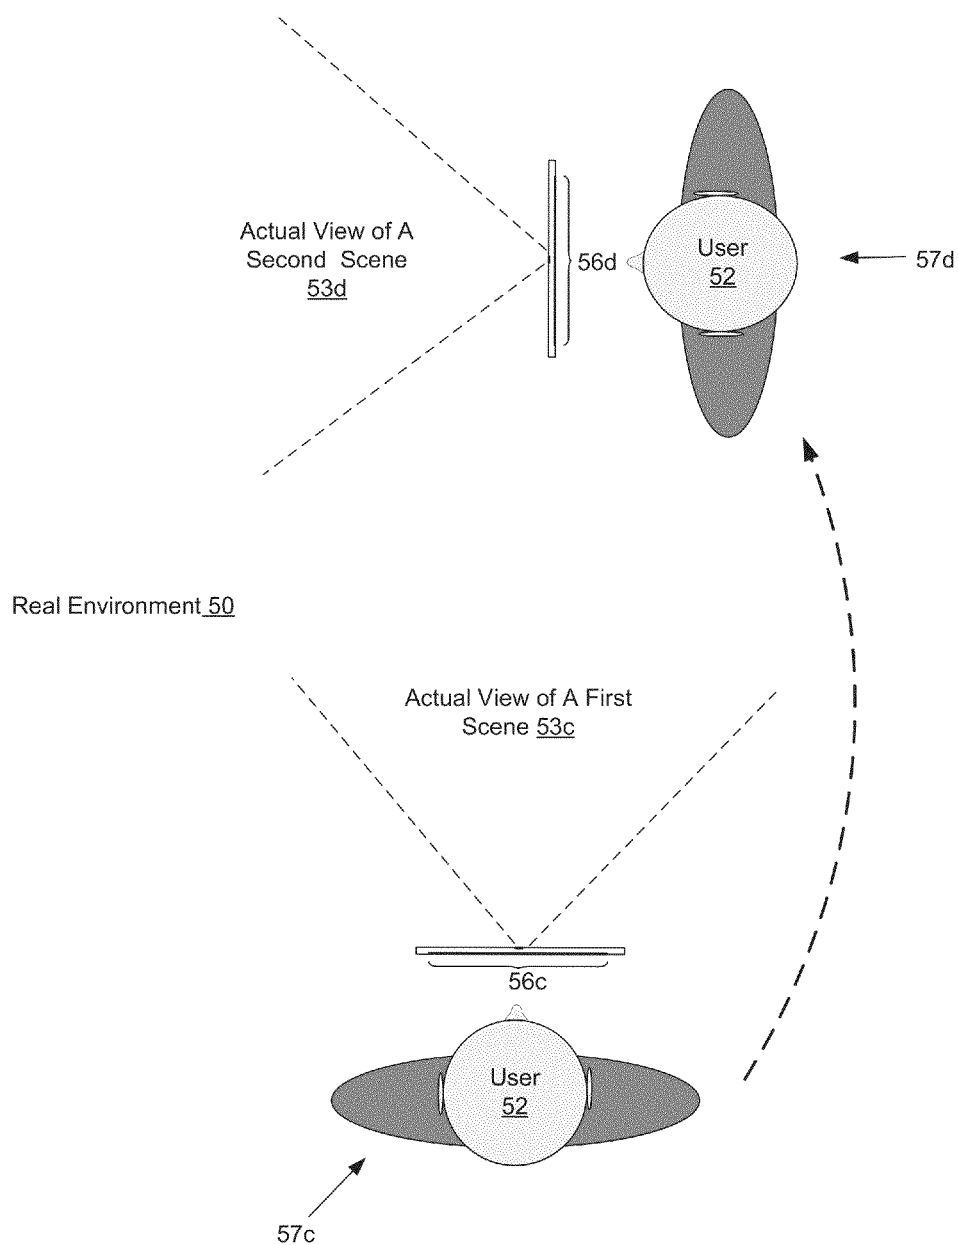 Actual View of A
Second Scene
53d
56d
User
52
57d
Real Environment 50
Actual View of A First
Scene 53c
56c
User
52
57c